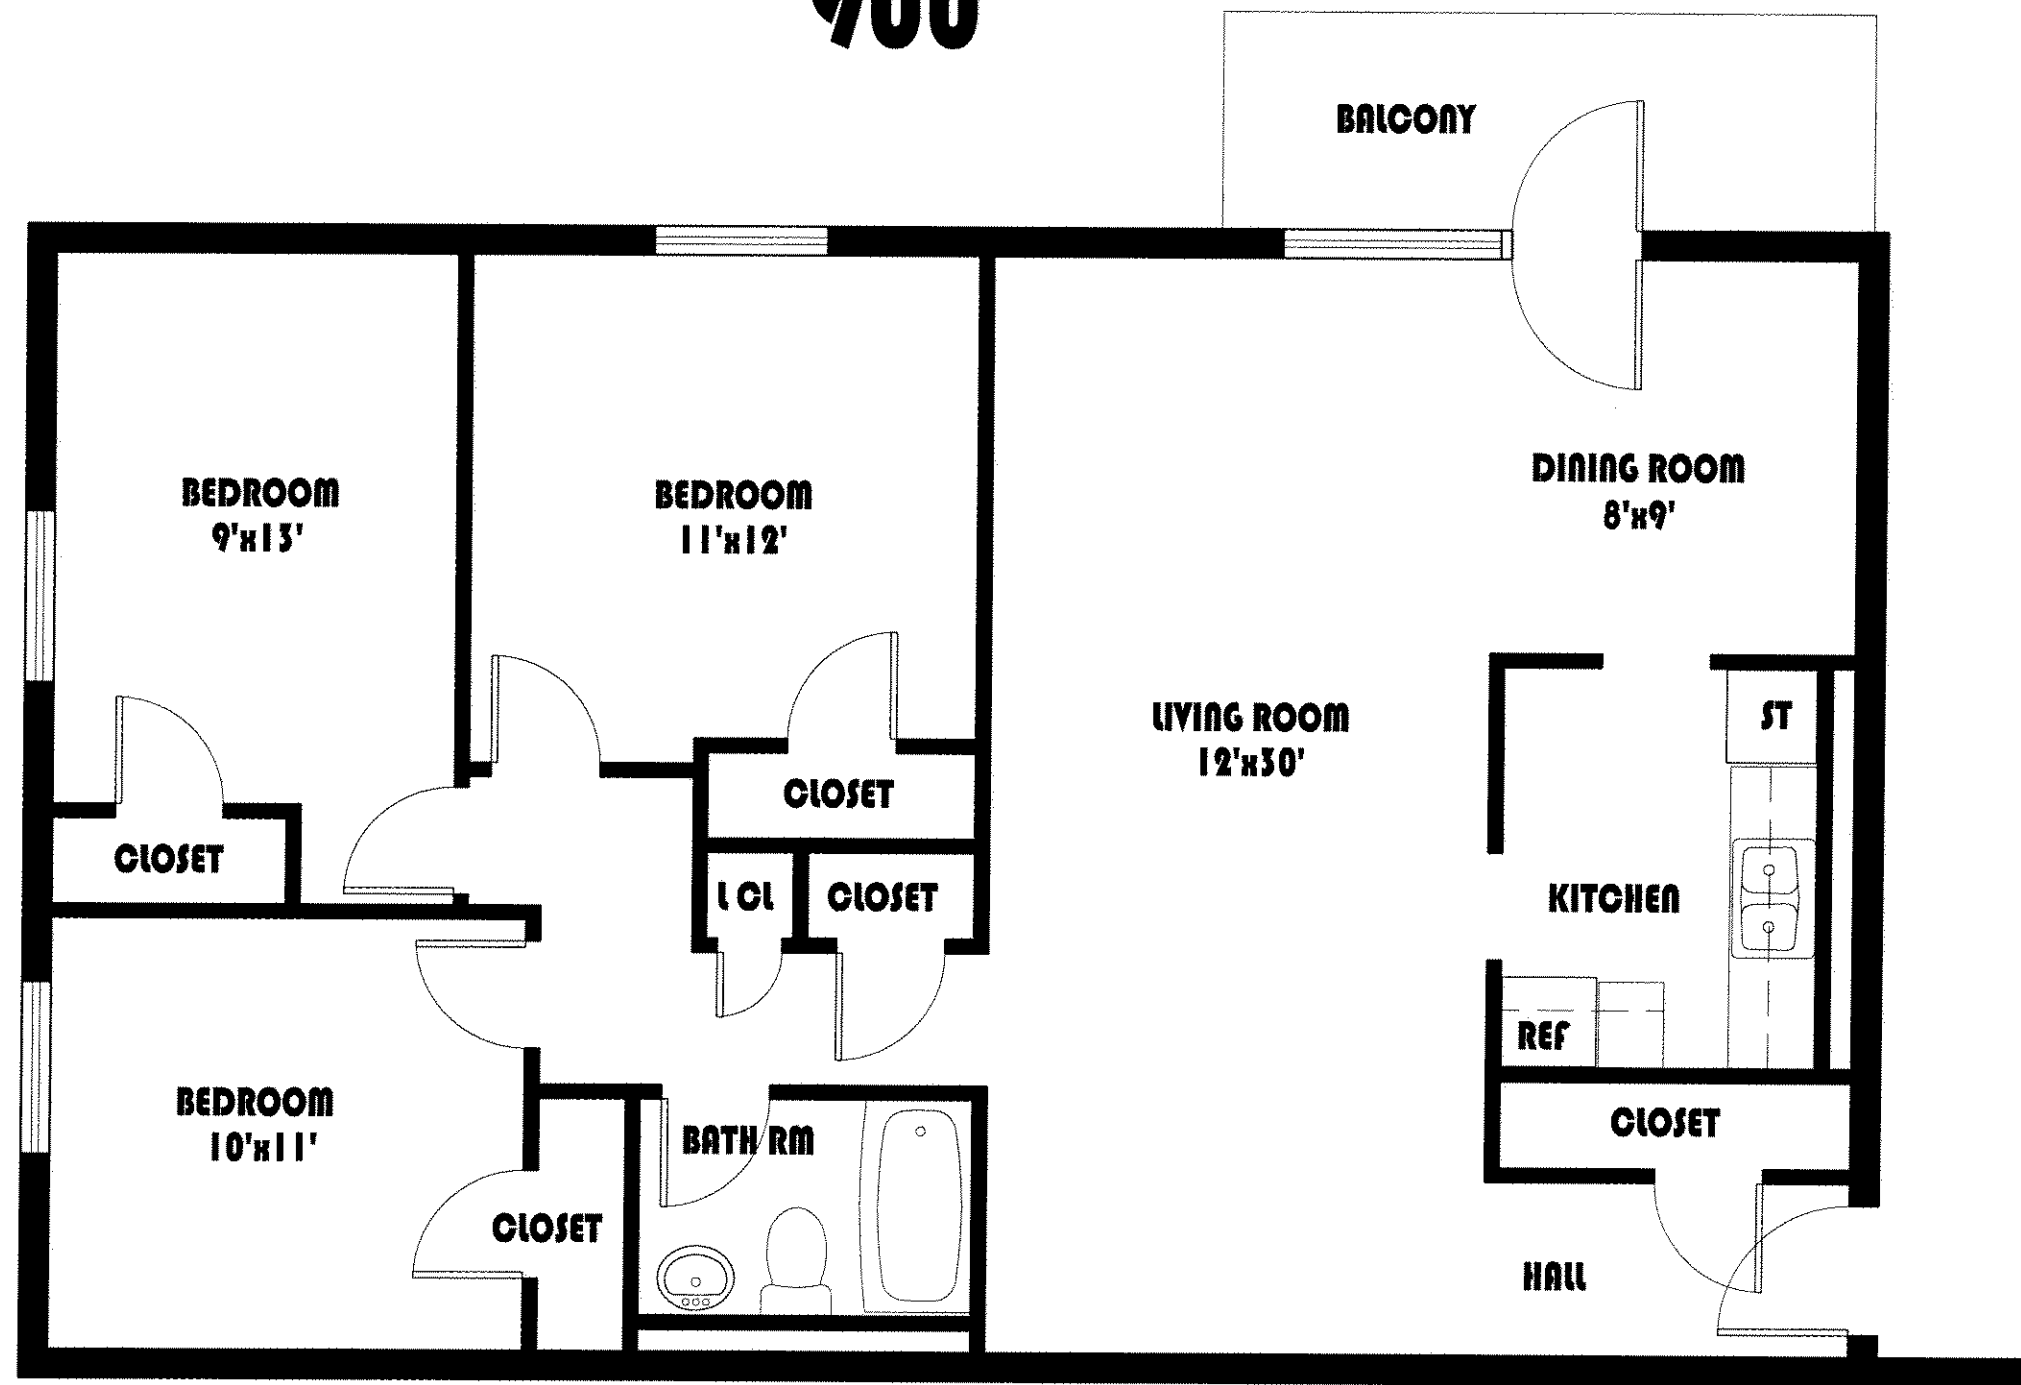 BALCONY
BEDROOM
9'x13'
BEDROOM
11'x12'
DINING ROOM
8'x9'
LIVING ROOM
12'x30'
ST
CLOSET
CLOSET
L CL
CLOSET
KITCHEN
REF
BEDROOM
10'x11'
BATH RM
CLOSET
CLOSET
HALL